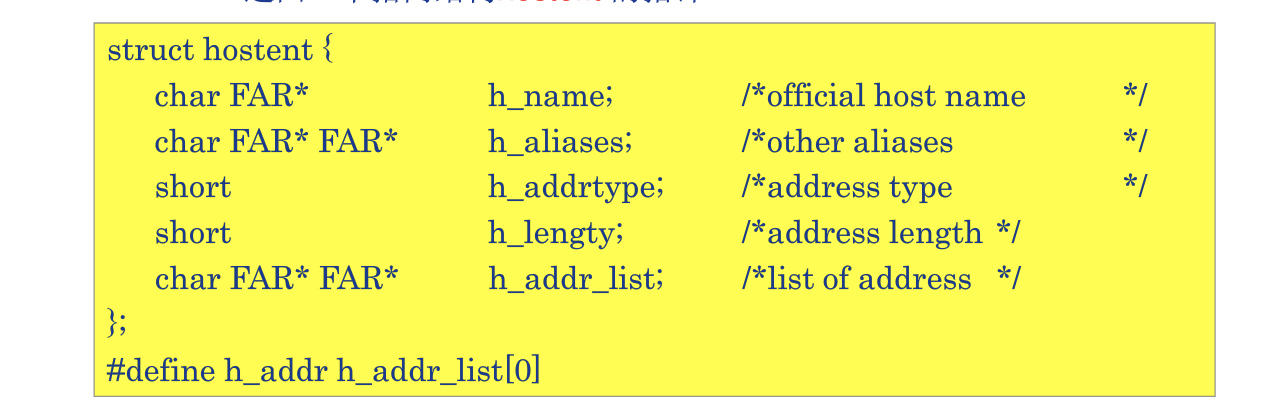 struct hostent {
char FAR* h_name; /*official host name */
char FAR* FAR* h_aliases; /*other aliases */
short h_addrtype; /*address type */
short h_lengty; /*address length */
char FAR* FAR* h_addr_list; /*list of address */
};
#define h_addr h_addr_list[0]